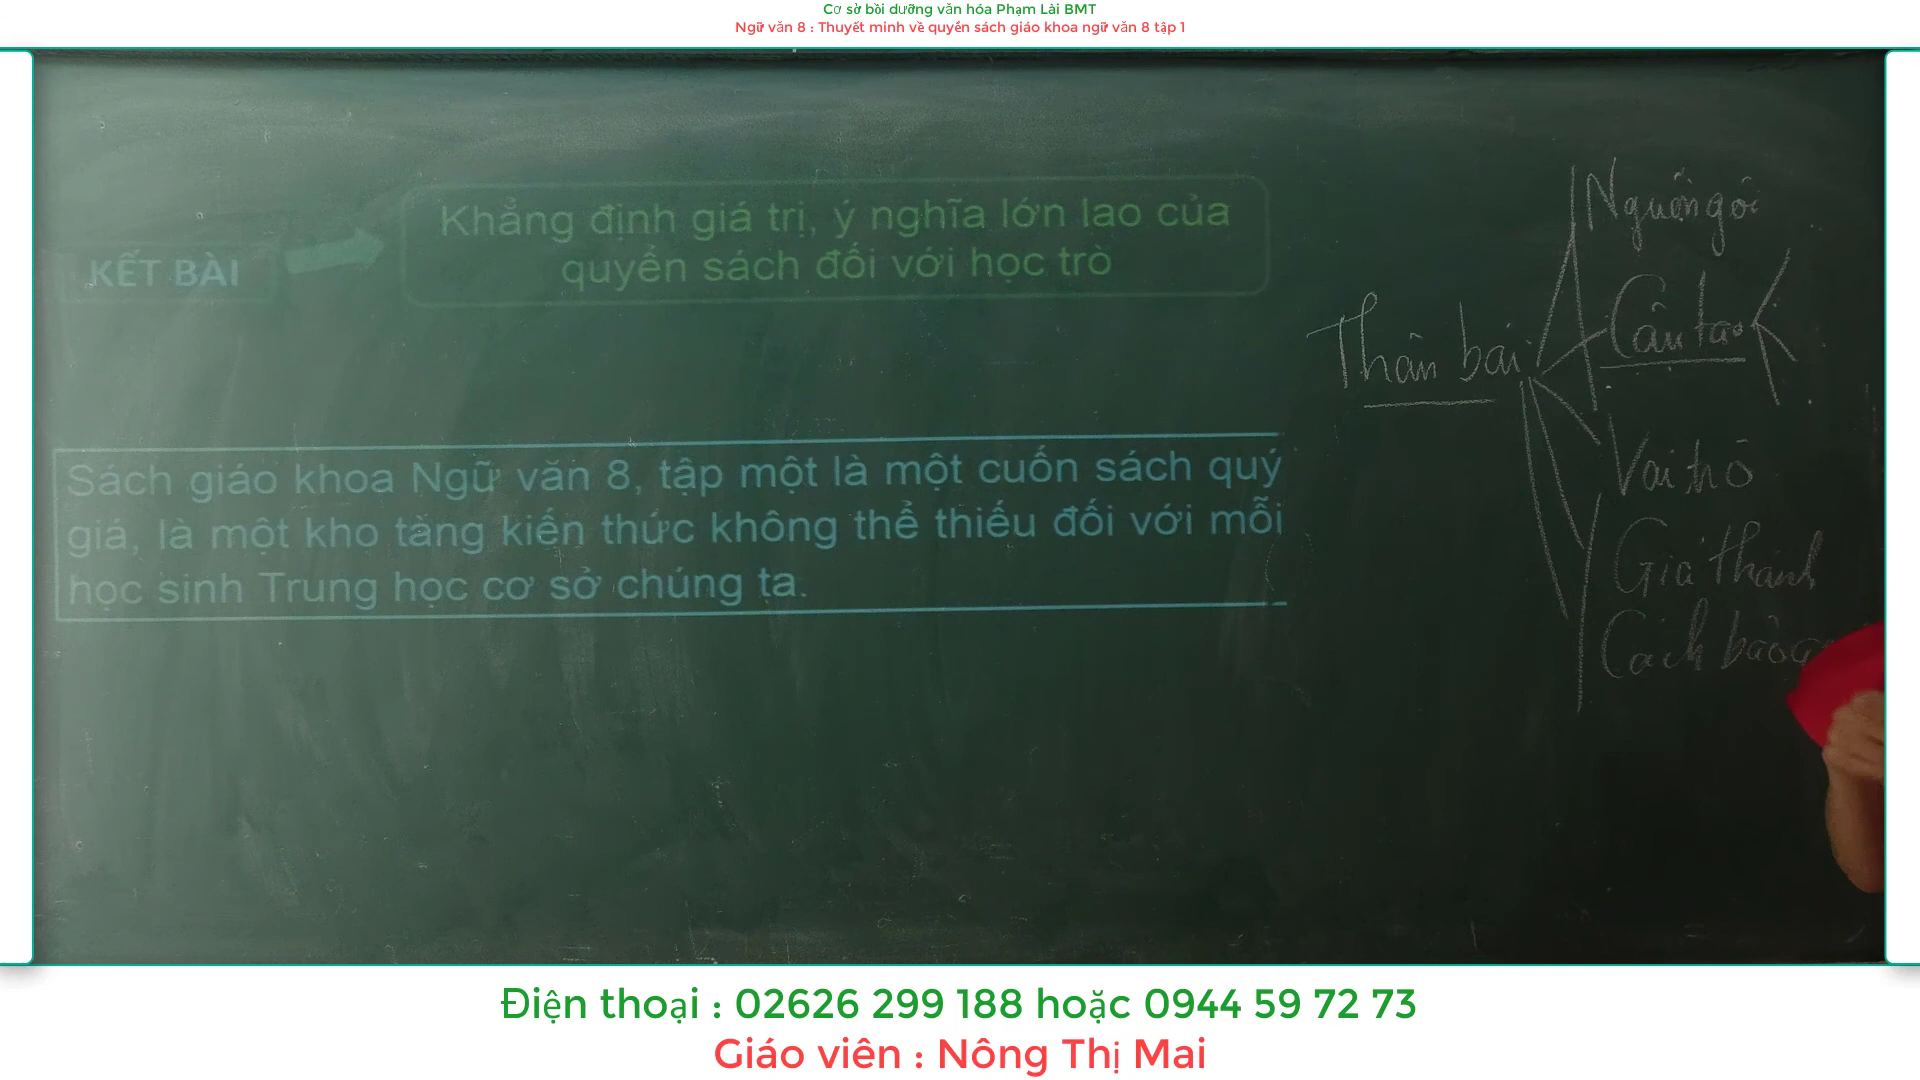 Cơ sở bồi dưỡng văn hóa Phạm Lài BMT
Ngữ văn 8 : Thuyết minh về quyển sách giáo khoa ngữ văn 8 tập 1
KẾT BÀI
Khẳng định giá trị, ý nghĩa lớn lao của
quyển sách đối với học trò
Sách giáo khoa Ngữ văn 8, tập một là một cuốn sách quý
giá, là một kho tàng kiến thức không thể thiếu đối với mỗi
học sinh Trung học cơ sở chúng ta.
Thân bài
Nguồn gốc
Cấu tạo
Vai trò
Giá thành
Cách bảo
Điện thoại : 02626 299 188 hoặc 0944 59 72 73
Giáo viên : Nông Thị Mai